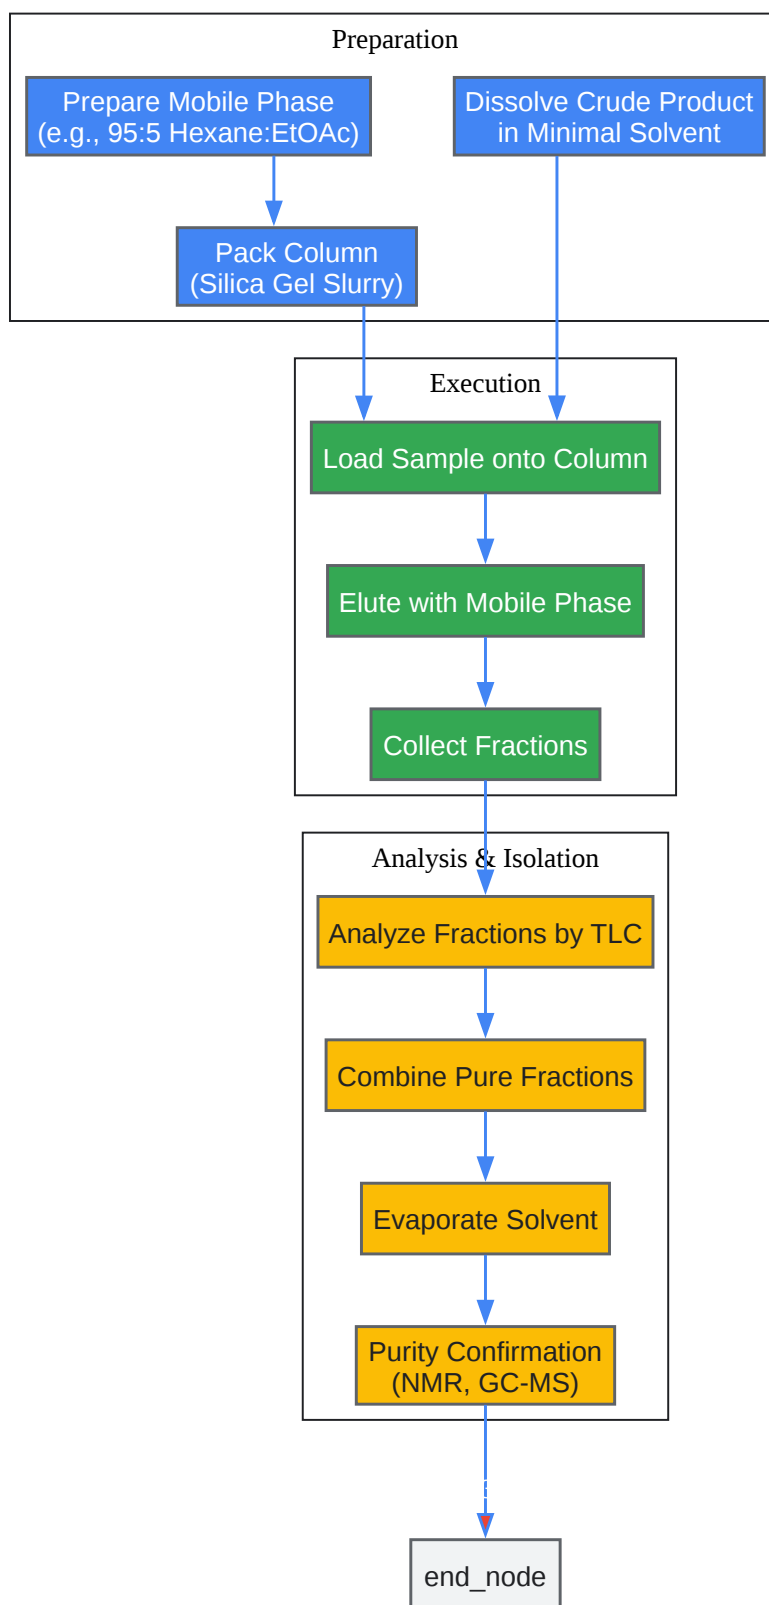 Preparation
Prepare Mobile Phase
(e.g., 95:5 Hexane:EtOAc)
Dissolve Crude Product
in Minimal Solvent
Pack Column
(Silica Gel Slurry)
Execution
Load Sample onto Column
Elute with Mobile Phase
Collect Fractions
Analysis & Isolation
Analyze Fractions by TLC
Combine Pure Fractions
Evaporate Solvent
Purity Confirmation
(NMR, GC-MS)
end_node